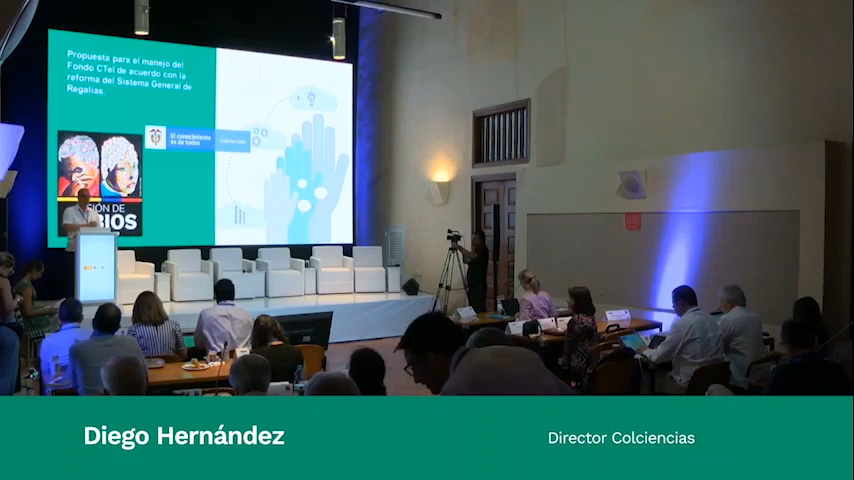 Propuesta para el manejo del
Fondo CTeI de acuerdo con la
reforma del Sistema General de
Regalías.
El conocimiento
es de todos
Colciencias
SIÓN DE
BIOS
Diego Hernández
Director Colciencias